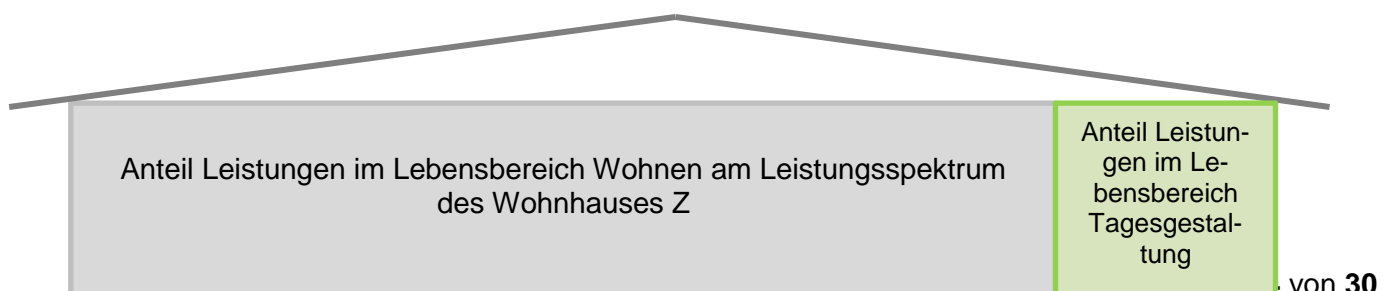 Anteil Leistungen im Lebensbereich Wohnen am Leistungsspektrum
des Wohnhauses Z
Anteil Leistun-
gen im Le-
bensbereich
Tagesgestal-
tung
von 30